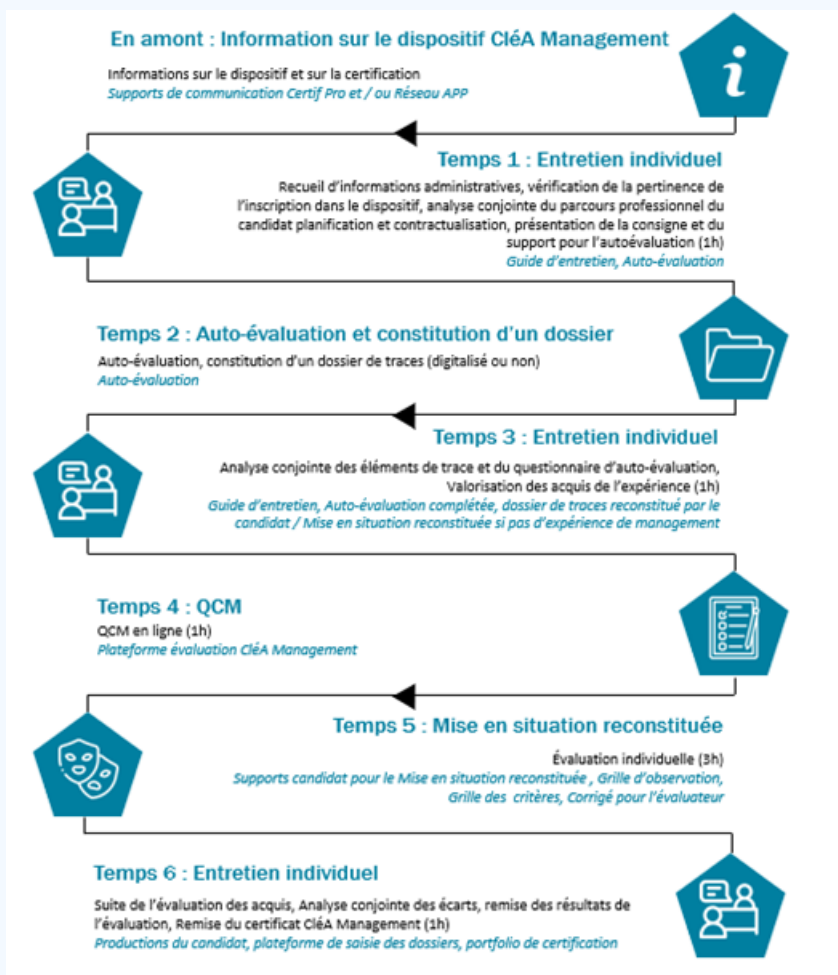 En amont : Information sur le dispositif CléA Management
Informations sur le dispositif et sur la certification
Supports de communication Certif Pro et / ou Réseau APP
Temps 1 : Entretien individuel
Recueil d'informations administratives, vérification de la pertinence de
l'inscription dans le dispositif, analyse conjointe du parcours professionnel du
candidat planification et contractualisation, présentation de la consigne et du
support pour l'autoévaluation (1h)
Guide d'entretien, Auto-évaluation
Temps 2 : Auto-évaluation et constitution d'un dossier
Auto-évaluation, constitution d'un dossier de traces (digitalisé ou non)
Auto-évaluation
Temps 3 : Entretien individuel
Analyse conjointe des éléments de trace et du questionnaire d'auto-évaluation,
Valorisation des acquis de l'expérience (1h)
Guide d'entretien, Auto-évaluation complétée, dossier de traces reconstitué par le
candidat / Mise en situation reconstituée si pas d'expérience de management
Temps 4 : QCM
QCM en ligne (1h)
Plateforme évaluation CléA Management
Temps 5 : Mise en situation reconstituée
Évaluation individuelle (3h)
Supports candidat pour le Mise en situation reconstituée , Grille d'observation,
Grille des critères, Corrigé pour l'évaluateur
Temps 6 : Entretien individuel
Suite de l'évaluation des acquis, Analyse conjointe des écarts, remise des résultats de
l'évaluation, Remise du certificat CléA Management (1h)
Productions du candidat, plateforme de saisie des dossiers, portfolio de certification